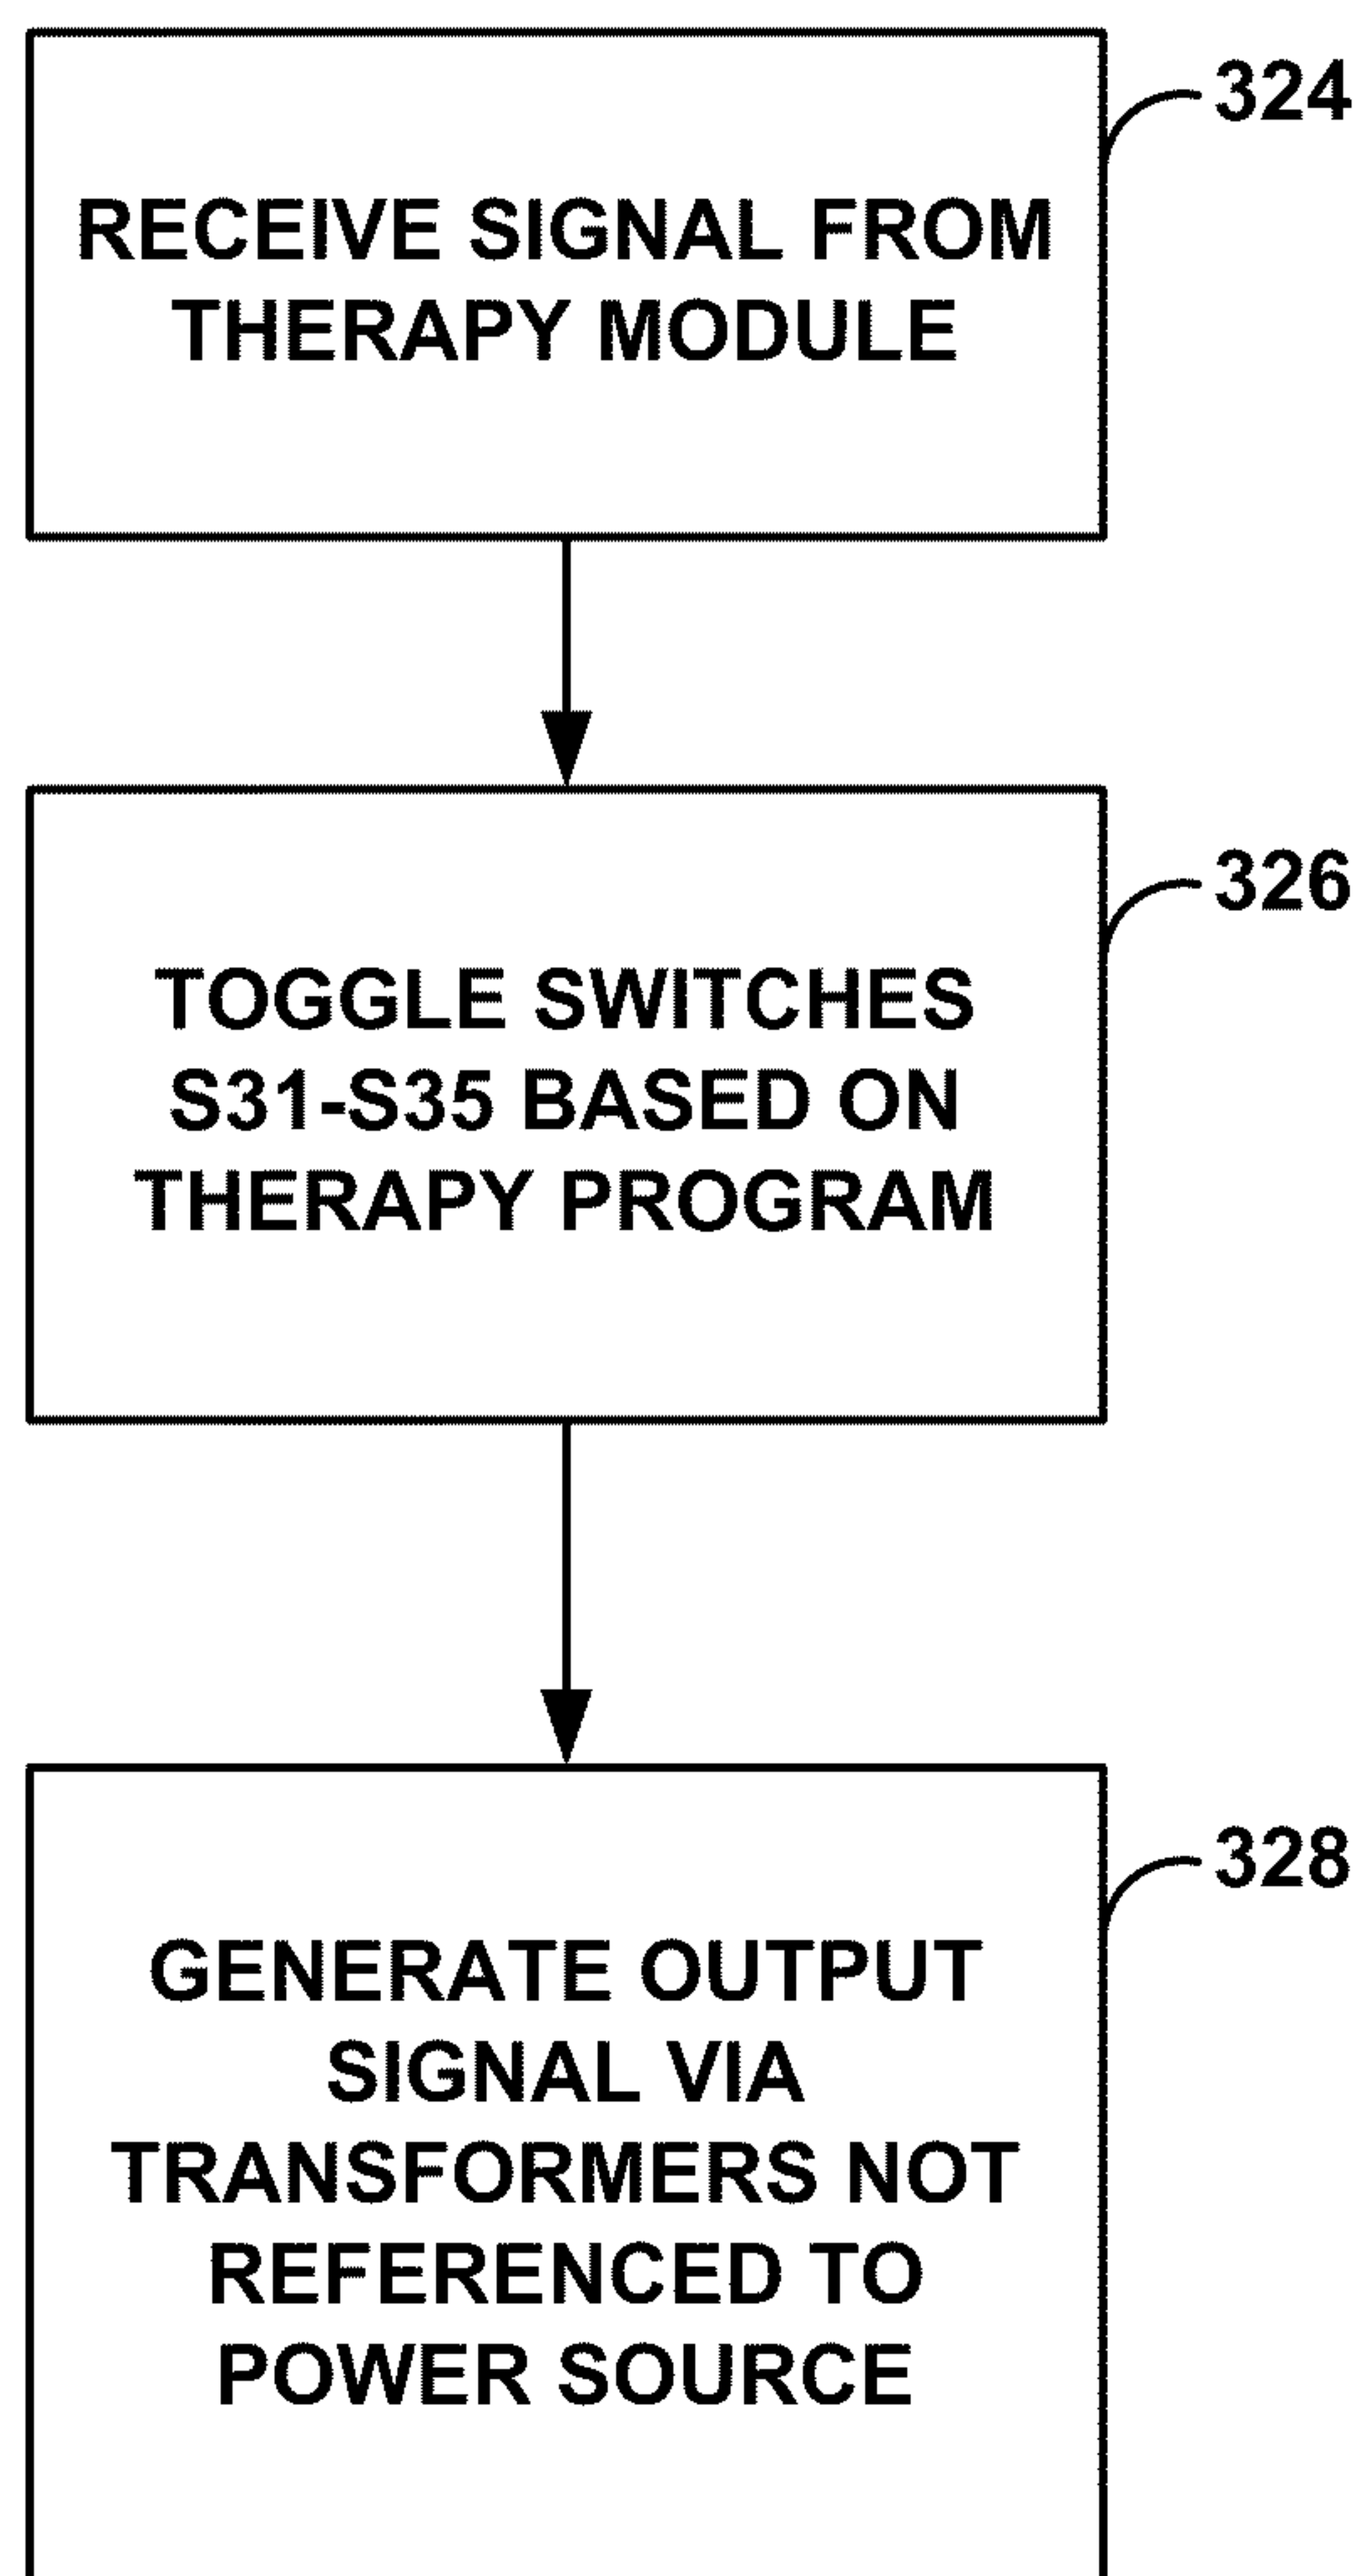 324
RECEIVE SIGNAL FROM
THERAPY MODULE
326
TOGGLE SWITCHES
S31-S35 BASED ON
THERAPY PROGRAM
328
GENERATE OUTPUT
SIGNAL VIA
TRANSFORMERS NOT
REFERENCED TO
POWER SOURCE